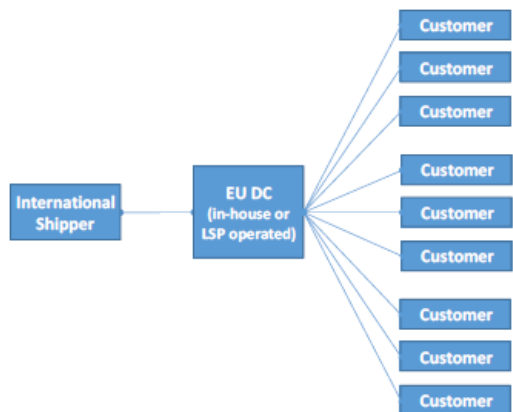 Customer
Customer
Customer
Customer
Customer
Customer
Customer
Customer
Customer
International
Shipper
EU DC
(in-house or
LSP operated)